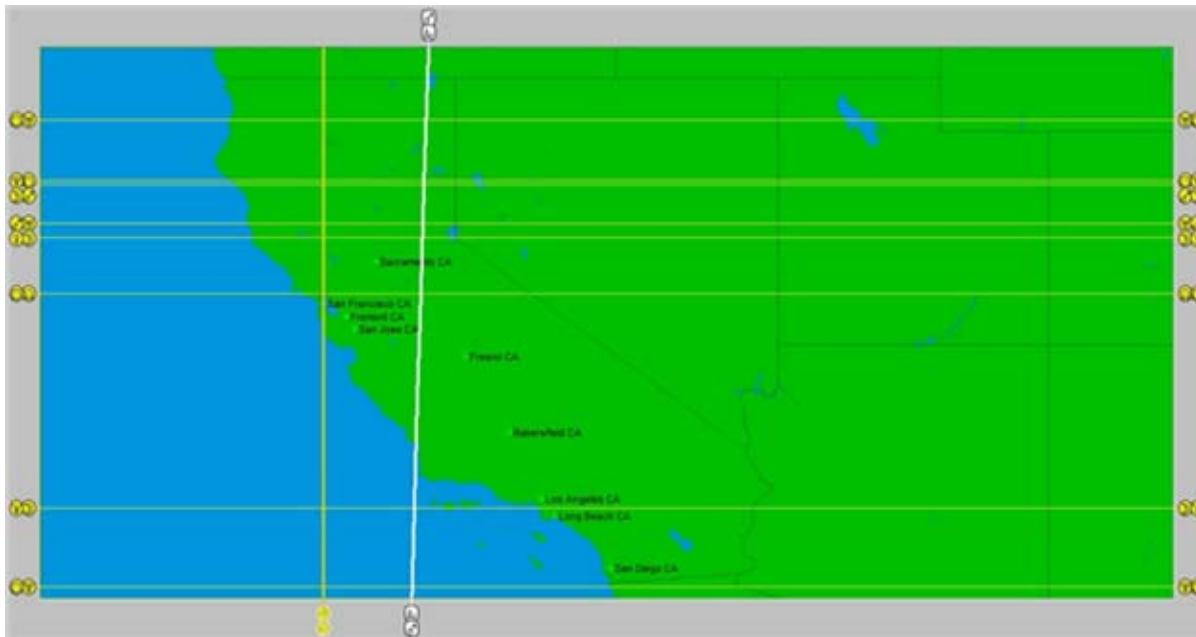 Sacramento CA
San Francisco CA
Fremont CA
San Jose CA
Fresno CA
Bakersfield CA
Los Angeles CA
Long Beach CA
San Diego CA